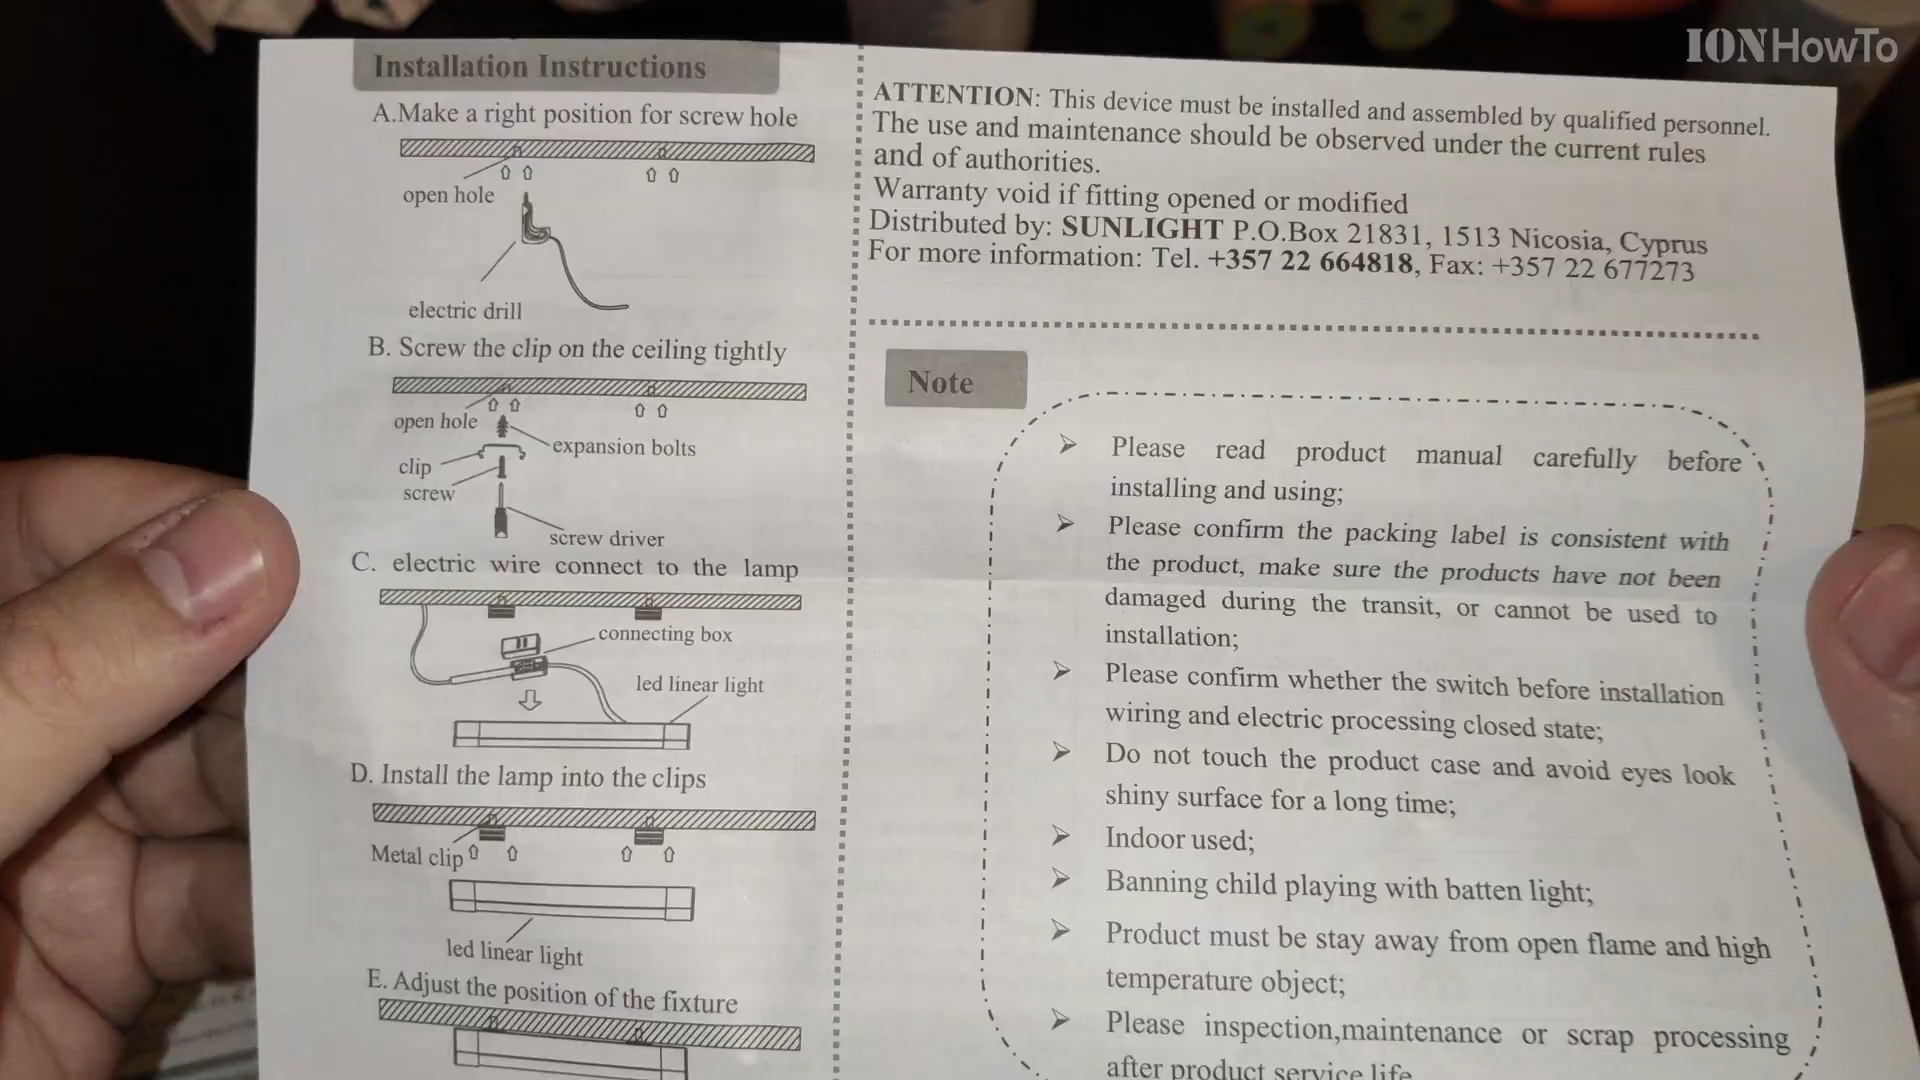 IONHowTo
Installation Instructions
A.Make a right position for screw hole
open hole
electric drill
B. Screw the clip on the ceiling tightly
open hole
expansion bolts
clip
screw
screw driver
C. electric wire connect to the lamp
connecting box
led linear light
D. Install the lamp into the clips
Metal clip
led linear light
E. Adjust the position of the fixture
ATTENTION: This device must be installed and assembled by qualified personnel.
The use and maintenance should be observed under the current rules
and of authorities.
Warranty void if fitting opened or modified
Distributed by: SUNLIGHT P.O.Box 21831, 1513 Nicosia, Cyprus
For more information: Tel. +357 22 664818, Fax: +357 22 677273
Note
➢ Please read product manual carefully before
installing and using;
➢ Please confirm the packing label is consistent with
the product, make sure the products have not been
damaged during the transit, or cannot be used to
installation;
➢ Please confirm whether the switch before installation
wiring and electric processing closed state;
➢ Do not touch the product case and avoid eyes look
shiny surface for a long time;
➢ Indoor used;
➢ Banning child playing with batten light;
➢ Product must be stay away from open flame and high
temperature object;
➢ Please inspection,maintenance or scrap processing
after product service life